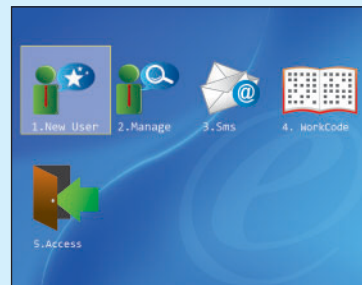 1.New User
2.Manage
3.Sms
4. WorkCode
5.Access